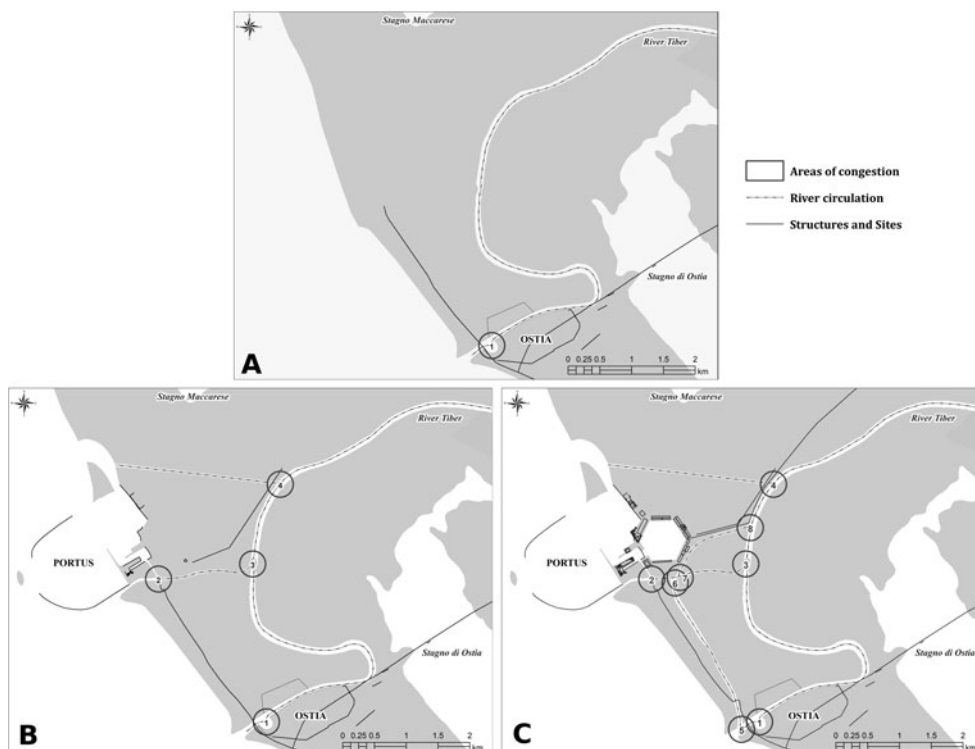 Stagno Maccarese
River Tiber
Stagno di Ostia
OSTIA
1
0 0.25 0.5 1 1.5 2
km
A
Areas of congestion
River circulation
Structures and Sites
Stagno Maccarese
River Tiber
4
PORTUS
3
2
Stagno di Ostia
OSTIA
1
0 0.25 0.5 1 1.5 2
km
B
Stagno Maccarese
River Tiber
4
8
PORTUS
3
2
6
7
Stagno di Ostia
OSTIA
1
5
0 0.25 0.5 1 1.5 2
km
C